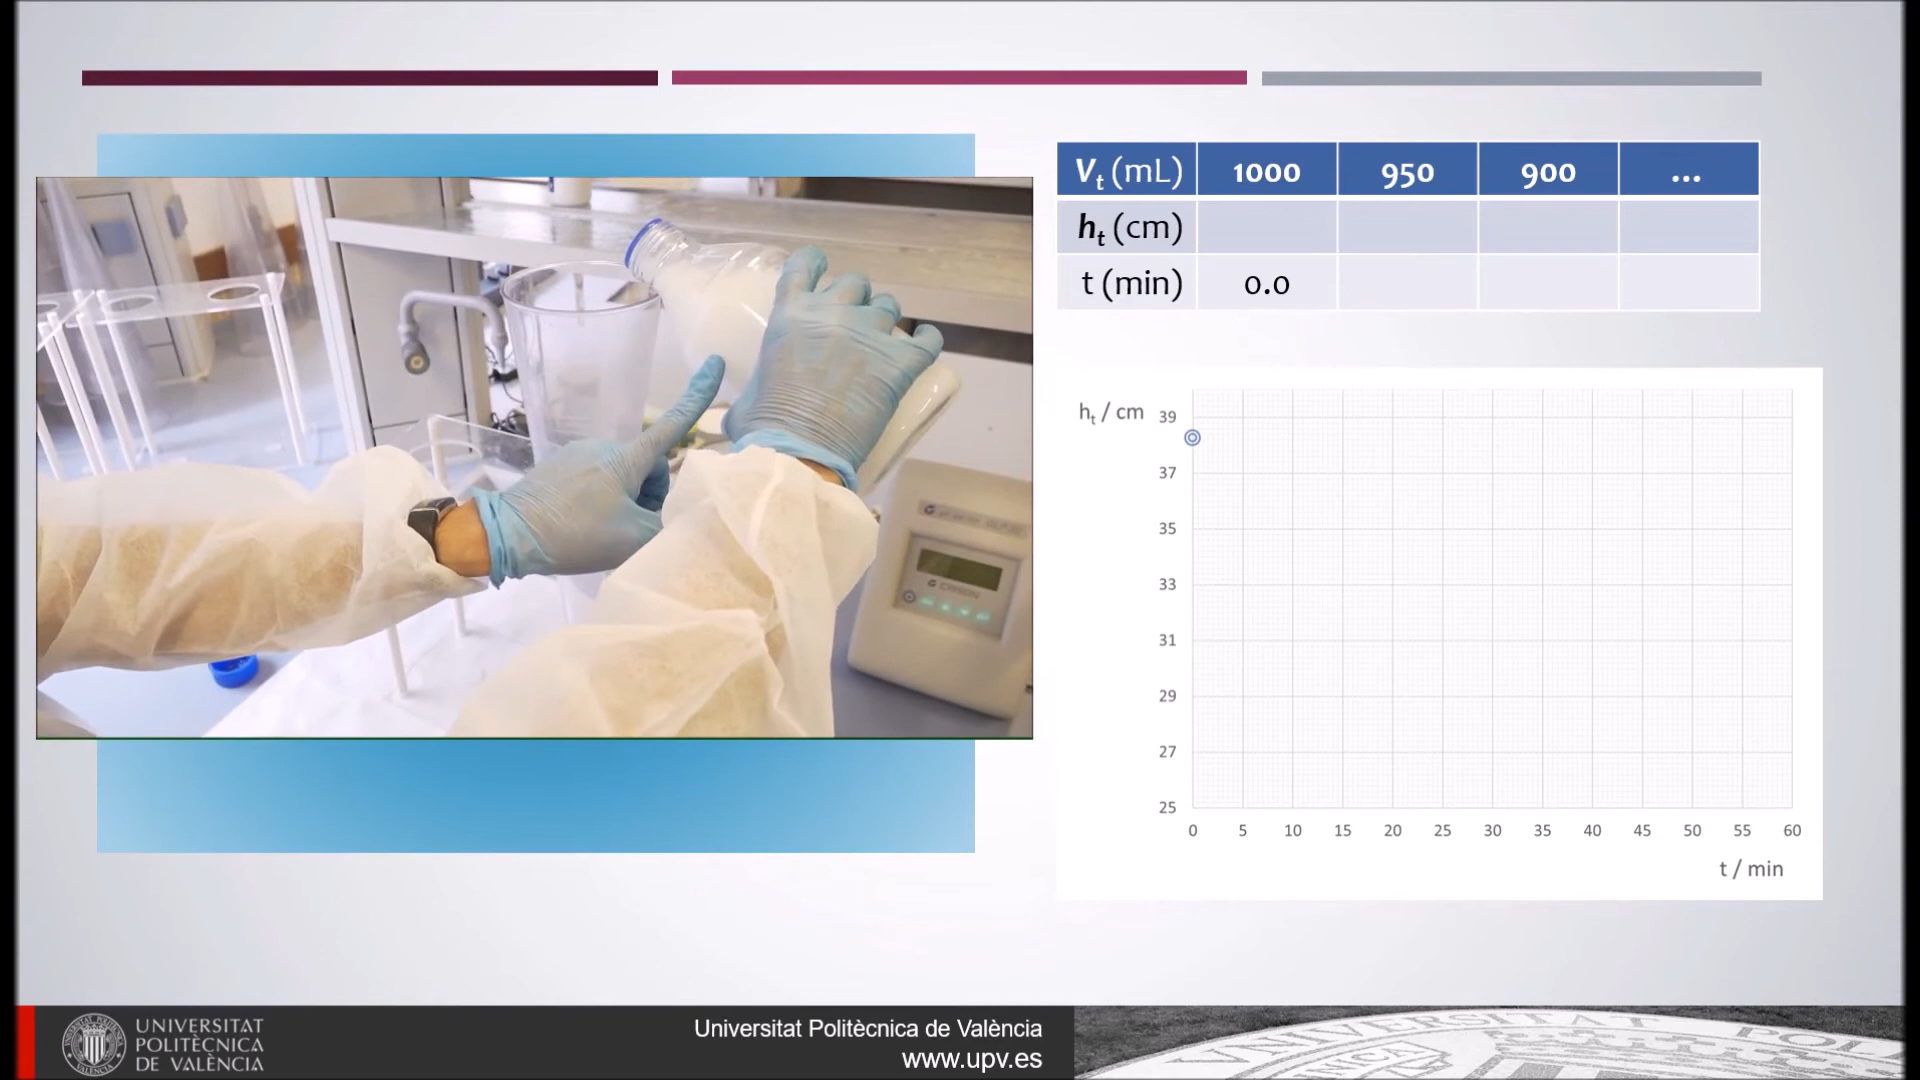 Vt (mL) 1000 950 900 ...
ht (cm)
t (min) 0.0
ht / cm
39
37
35
33
31
29
27
25
0 5 10 15 20 25 30 35 40 45 50 55 60
t / min
CRISON
UNIVERSITAT
POLITÈCNICA
DE VALÈNCIA
Universitat Politècnica de València
www.upv.es